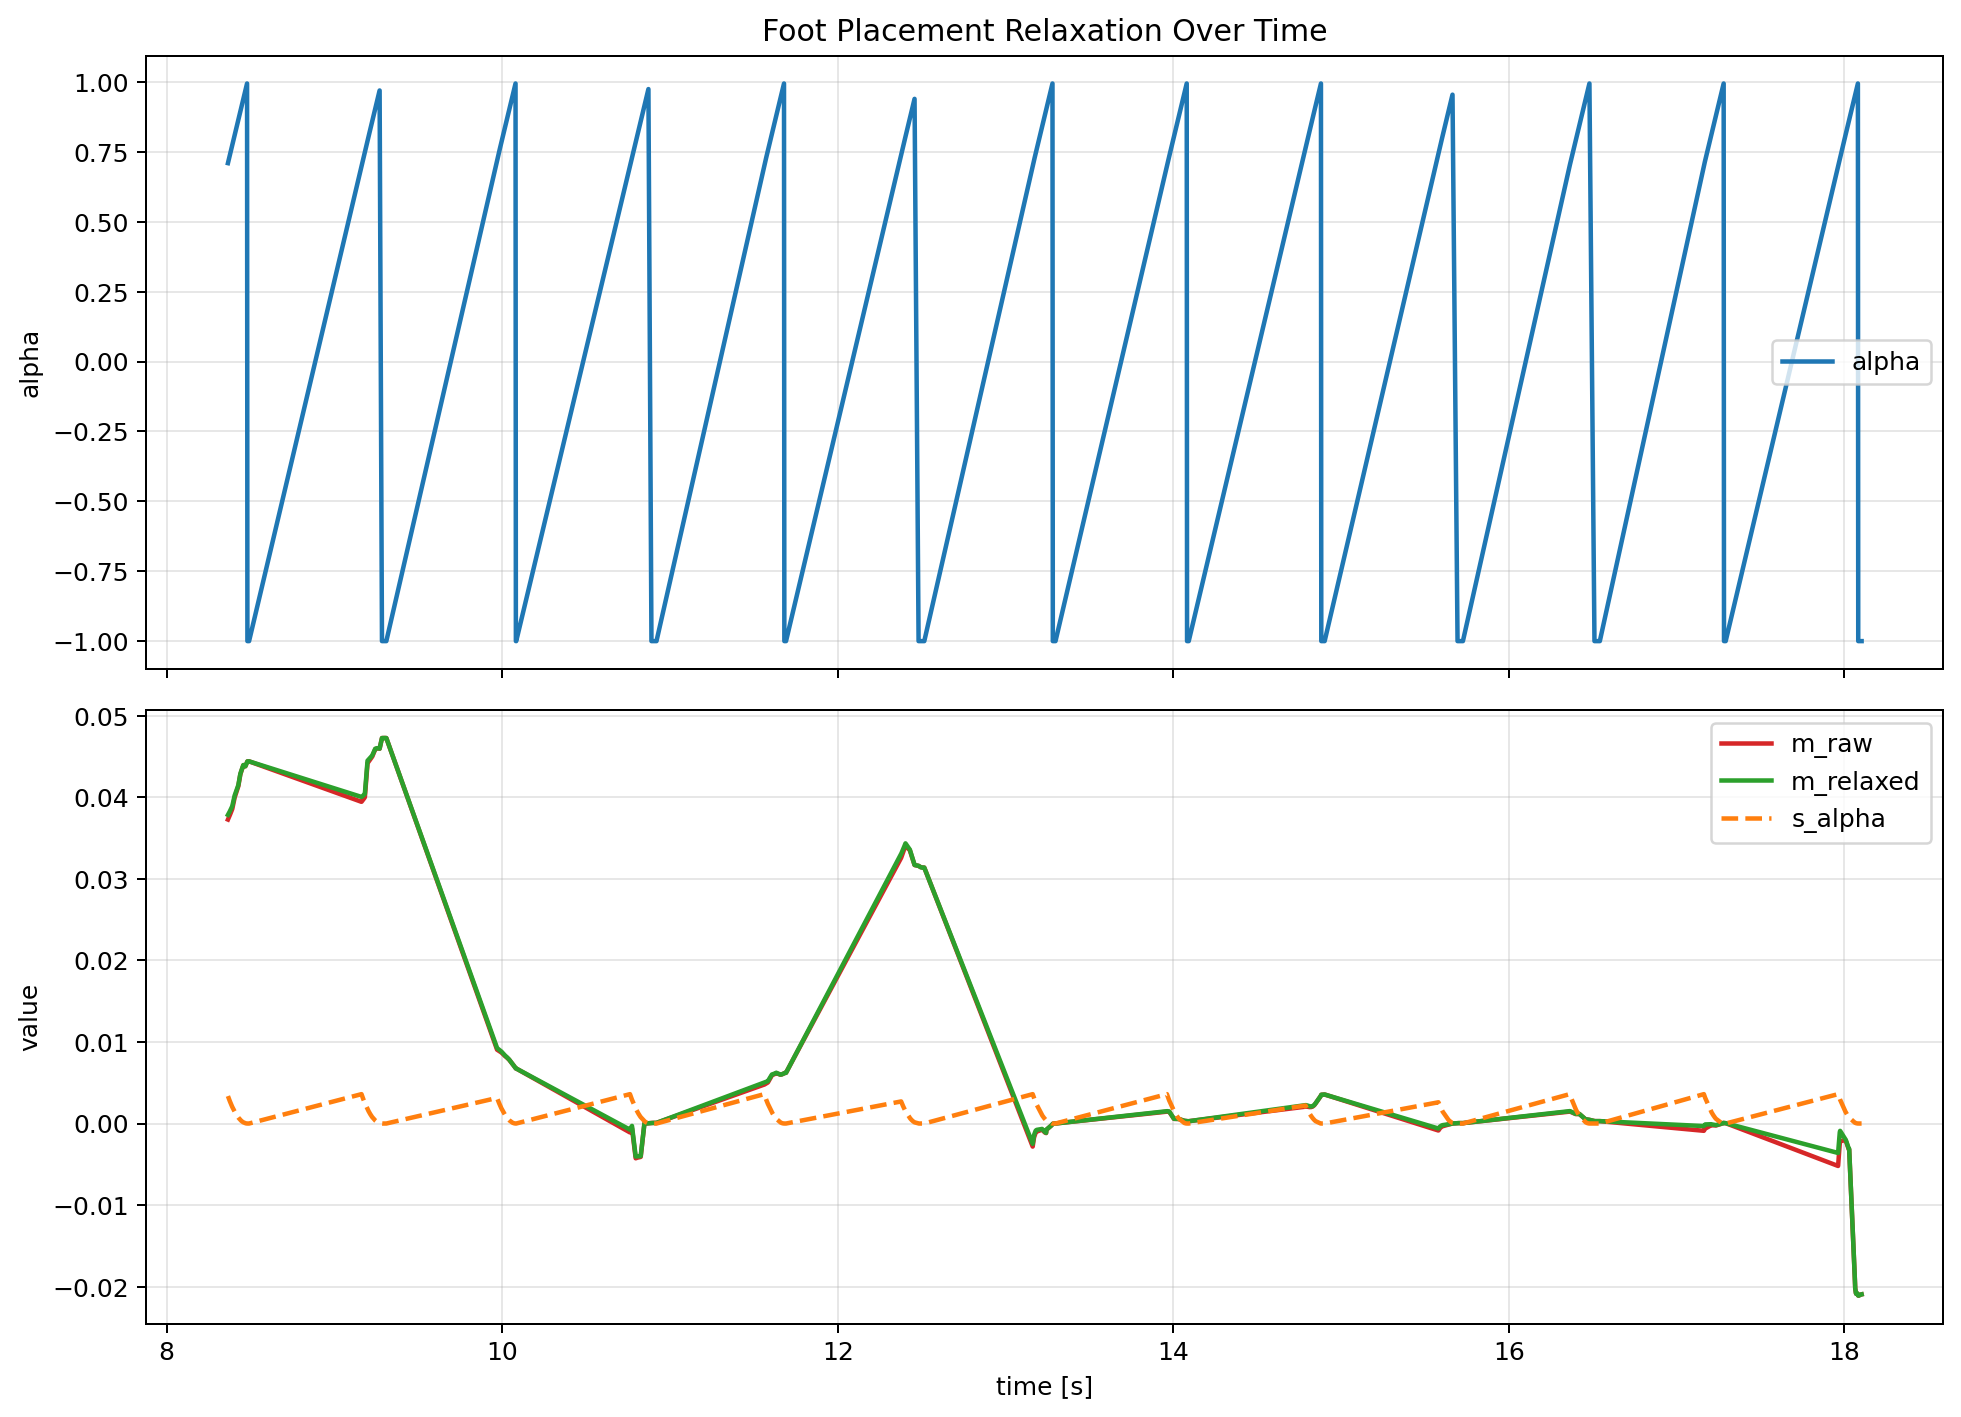 Foot Placement Relaxation Over Time
1.00
0.75
0.50
0.25
0.00
−0.25
−0.50
−0.75
−1.00
alpha
alpha
0.05
0.04
0.03
0.02
0.01
0.00
−0.01
−0.02
value
m_raw
m_relaxed
s_alpha
8 10 12 14 16 18
time [s]